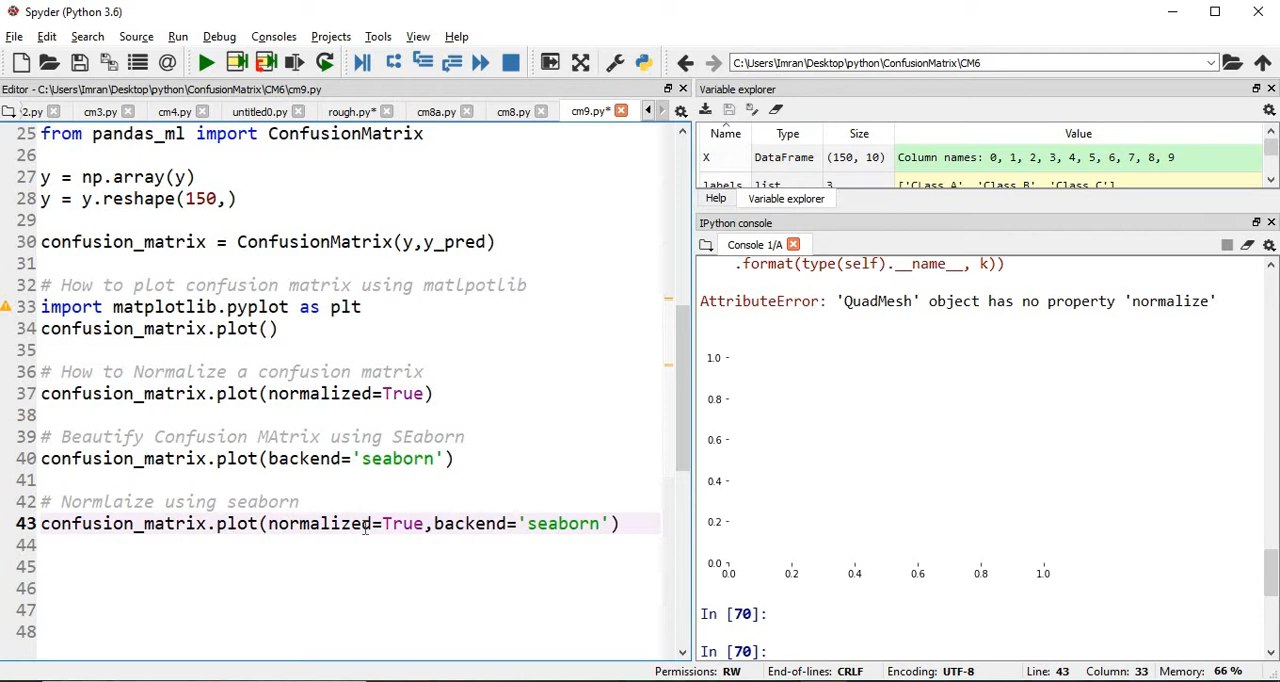 Spyder (Python 3.6)
File Edit Search Source Run Debug Consoles Projects Tools View Help
C:\Users\Imran\Desktop\python\ConfusionMatrix\CM6
Editor - C:\Users\Imran\Desktop\python\ConfusionMatrix\CM6\cm9.py
2.py cm3.py cm4.py untitled0.py rough.py* cm8a.py cm8.py cm9.py*
25 from pandas_ml import ConfusionMatrix
26
27 y = np.array(y)
28 y = y.reshape(150,)
29
30 confusion_matrix = ConfusionMatrix(y,y_pred)
31
32 # How to plot confusion matrix using matlpotlib
33 import matplotlib.pyplot as plt
34 confusion_matrix.plot()
35
36 # How to Normalize a confusion matrix
37 confusion_matrix.plot(normalized=True)
38
39 # Beautify Confusion MAtrix using SEaborn
40 confusion_matrix.plot(backend='seaborn')
41
42 # Normlaize using seaborn
43 confusion_matrix.plot(normalized=True,backend='seaborn')
44
45
46
47
48
Variable explorer
Name Type Size Value
X DataFrame (150, 10) Column names: 0, 1, 2, 3, 4, 5, 6, 7, 8, 9
labels list 3 ['Class A', 'Class B', 'Class C']
Help Variable explorer
IPython console
Console 1/A
.format(type(self).__name__, k))
AttributeError: 'QuadMesh' object has no property 'normalize'
1.0
0.8
0.6
0.4
0.2
0.0
0.0 0.2 0.4 0.6 0.8 1.0
In [70]:
In [70]:
Permissions: RW End-of-lines: CRLF Encoding: UTF-8 Line: 43 Column: 33 Memory: 66 %